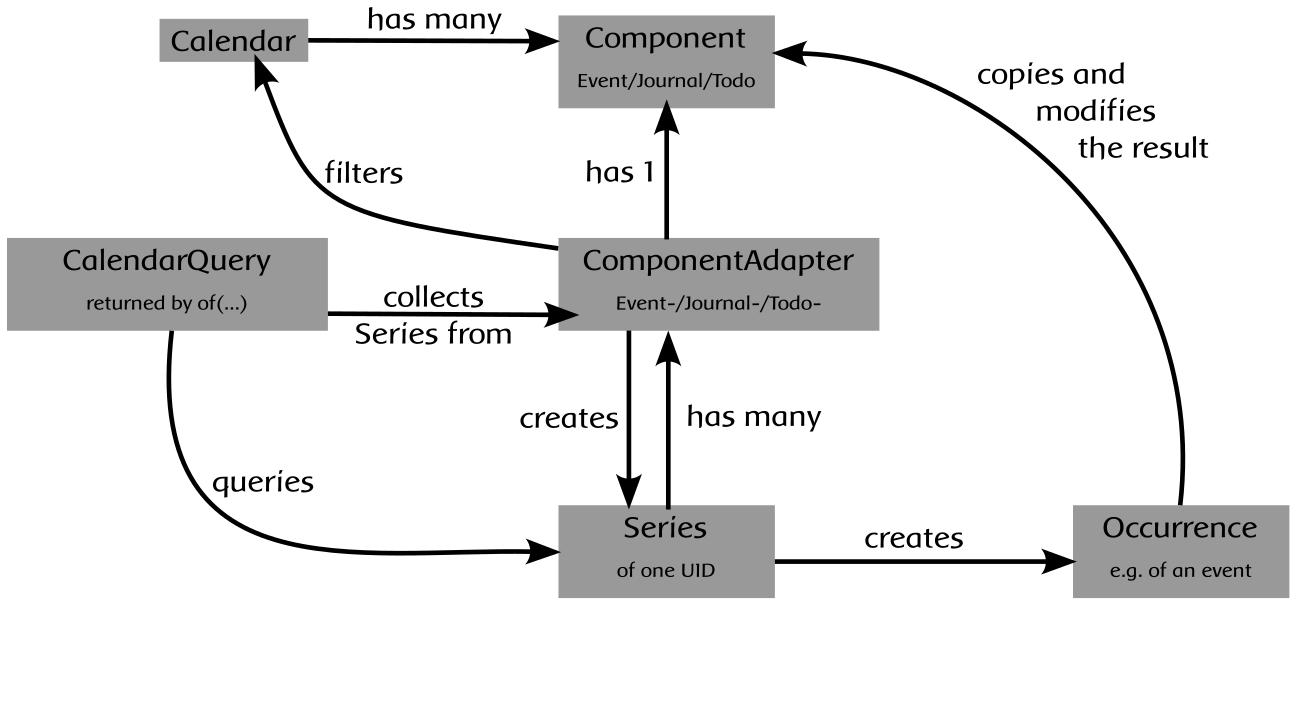 has many
Calendar
Component
Event/Journal/Todo
copies and
modifies
the result
filters
has 1
CalendarQuery
returned by of(...)
collects
Series from
ComponentAdapter
Event-/Journal-/Todo-
creates
has many
queries
Series
of one UID
creates
Occurrence
e.g. of an event